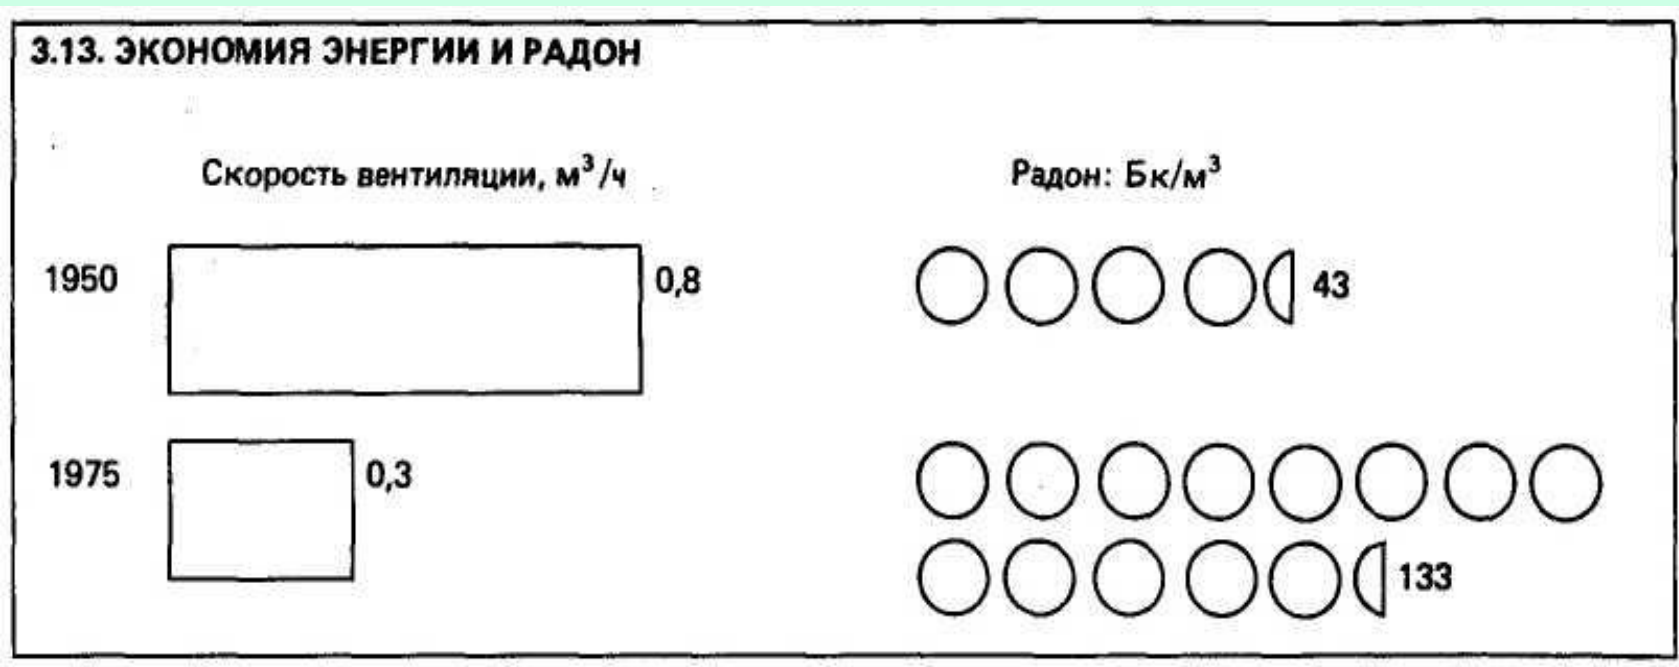 3.13. ЭКОНОМИЯ ЭНЕРГИИ И РАДОН
Скорость вентиляции, м³/ч
Радон: Бк/м³
1950
0,8
43
1975
0,3
133